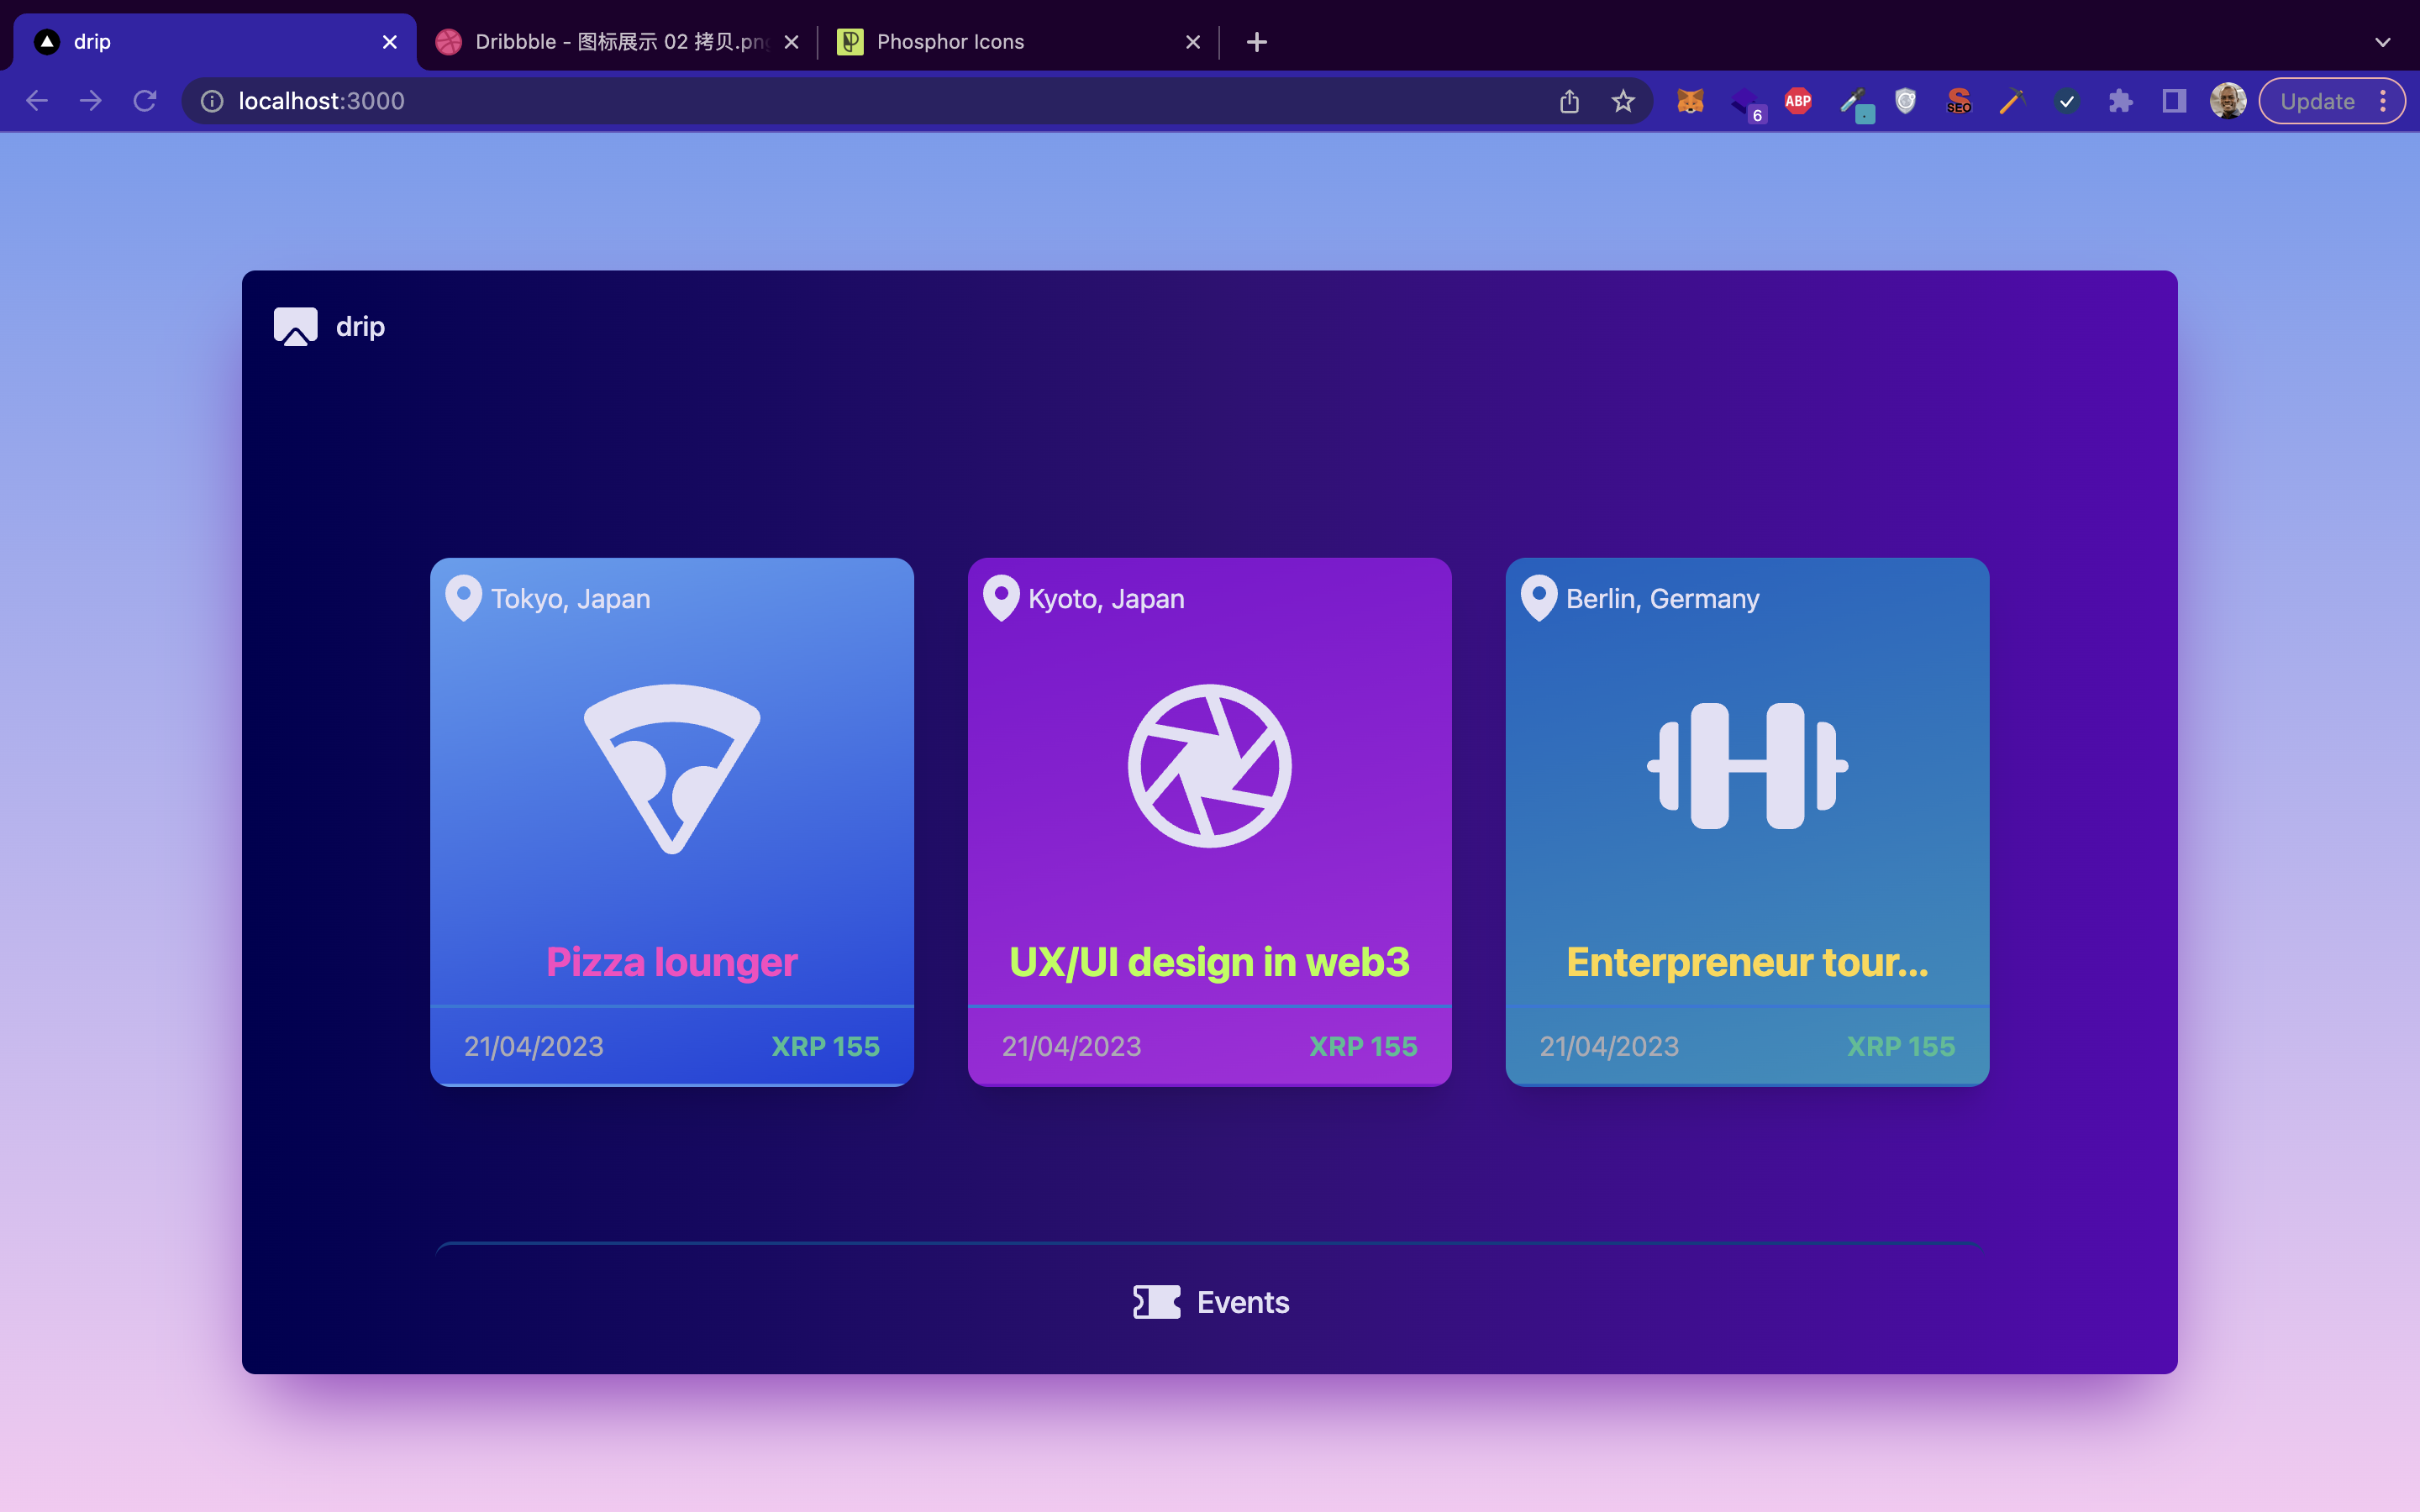 drip
Dribbble - 图标展示 02 拷贝.png
Phosphor Icons
localhost:3000
6
ABP
SEO
Update
drip
Tokyo, Japan
Kyoto, Japan
Berlin, Germany
Pizza lounger
UX/UI design in web3
Enterpreneur tour...
21/04/2023 XRP 155
21/04/2023 XRP 155
21/04/2023 XRP 155
Events